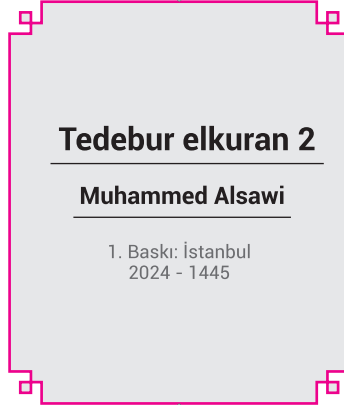 Tedebur elkuran 2
Muhammed Alsawi
1. Baskı: İstanbul
2024 - 1445